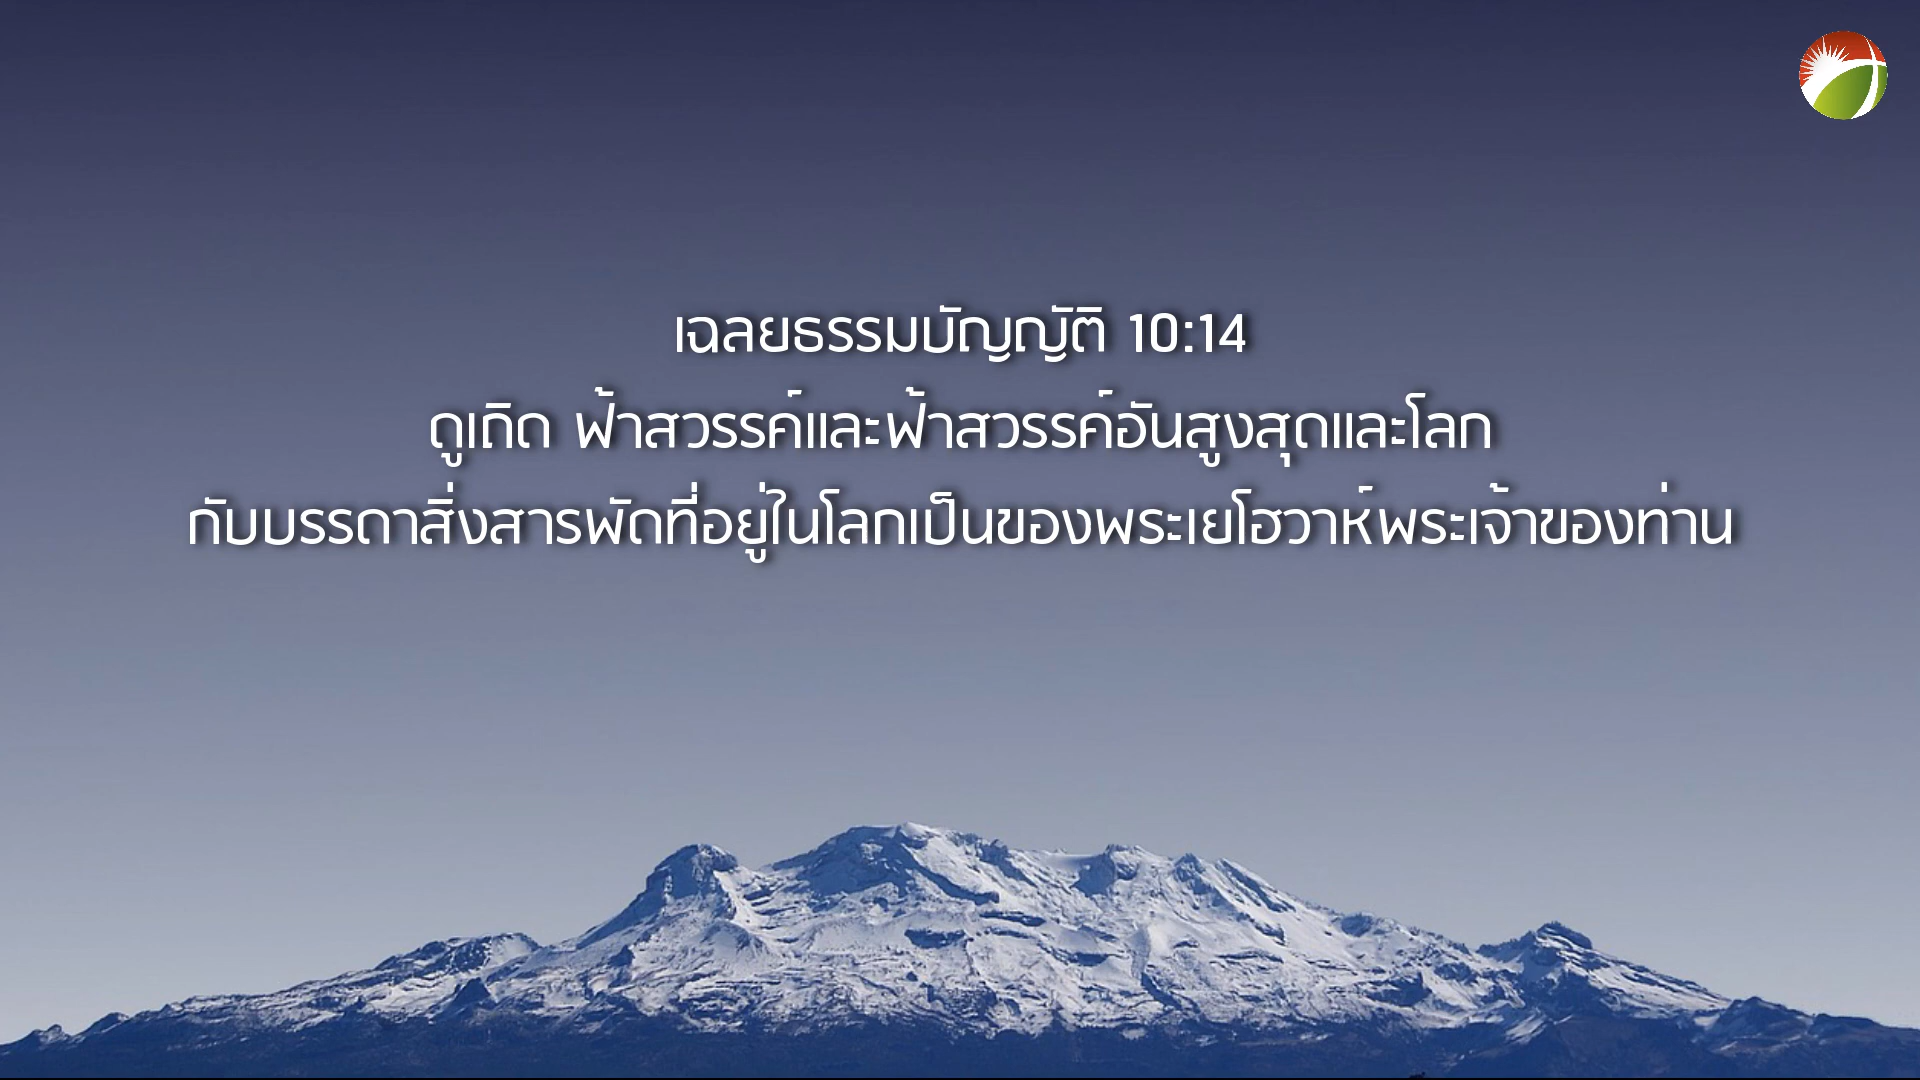 เฉลยธรรมบัญญัติ 10:14
ดูเถิด ฟ้าสวรรค์และฟ้าสวรรค์อันสูงสุดและโลก
กับบรรดาสิ่งสารพัดที่อยู่ในโลกเป็นของพระเยโฮวาห์พระเจ้าของท่าน